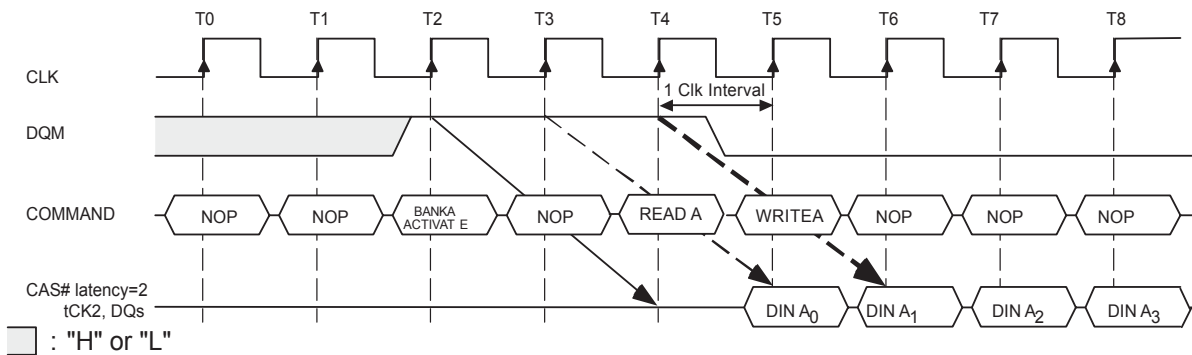 T0 T1 T2 T3 T4 T5 T6 T7 T8
CLK
1 Clk Interval
DQM
COMMAND NOP NOP BANKA ACTIVAT E NOP READ A WRITEA NOP NOP NOP
CAS# latency=2
tCK2, DQs DIN A0 DIN A1 DIN A2 DIN A3
: "H" or "L"